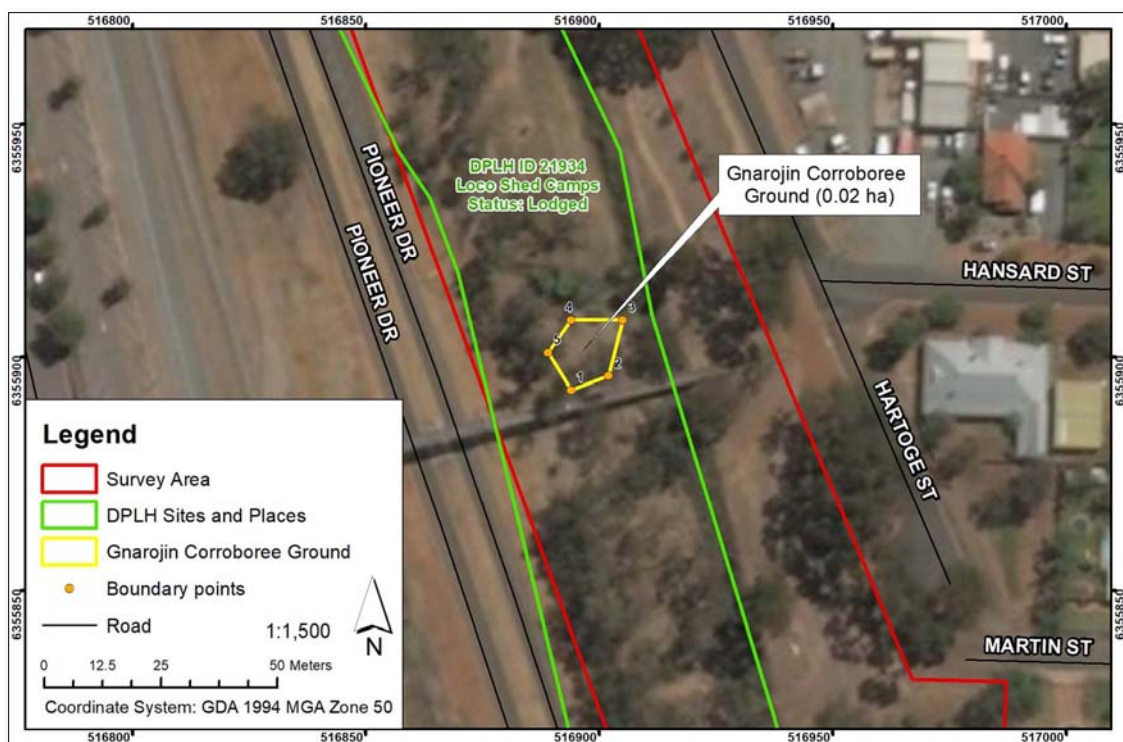 516800 516850 516900 516950 517000
6355950
6355900
6355850
6355950
6355900
6355850
DPLH ID 21934
Loco Shed Camps
Status: Lodged
Gnarojin Corroboree
Ground (0.02 ha)
PIONEER DR
PIONEER DR
HANSARD ST
HARTOGE ST
MARTIN ST
4
3
5
2
1
Legend
Survey Area
DPLH Sites and Places
Gnarojin Corroboree Ground
Boundary points
Road
1:1,500
N
0 12.5 25 50 Meters
Coordinate System: GDA 1994 MGA Zone 50
516800 516850 516900 516950 517000